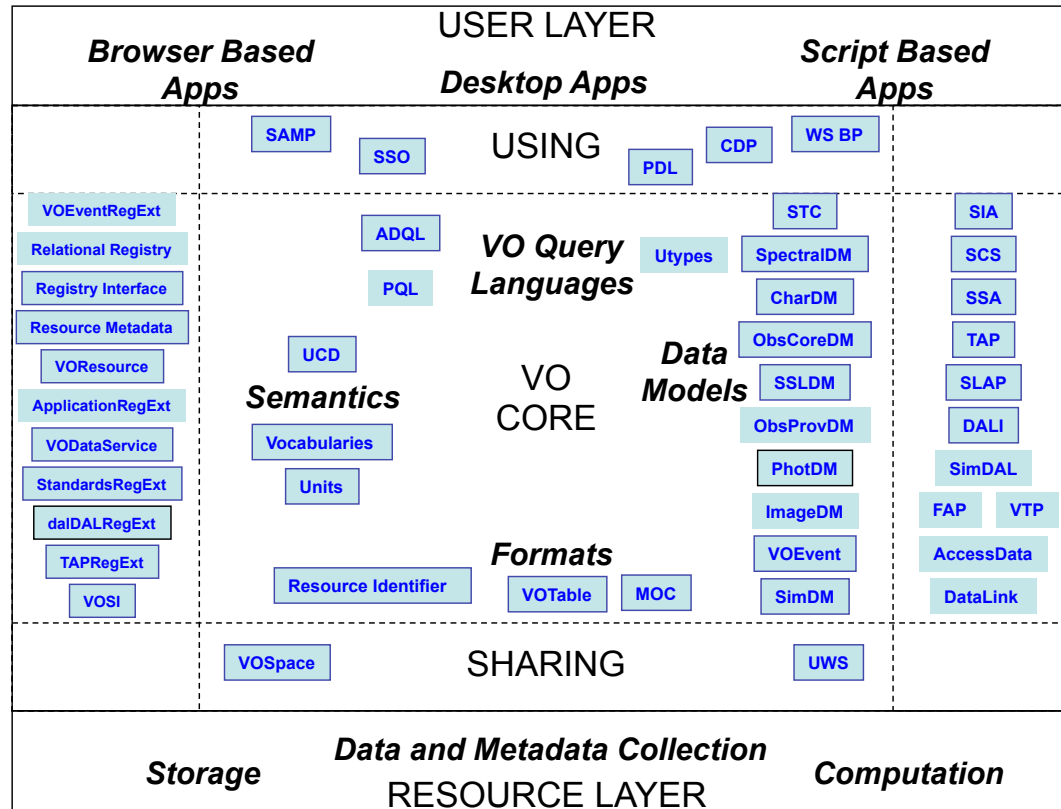 USER LAYER
Browser Based
Apps
Desktop Apps
Script Based
Apps
SAMP
SSO
USING
PDL
CDP
WS BP
VOEventRegExt
Relational Registry
Registry Interface
Resource Metadata
VOResource
ApplicationRegExt
VODataService
StandardsRegExt
dalDALRegExt
TAPRegExt
VOSI
ADQL
PQL
VO Query
Languages
Utypes
UCD
Semantics
Vocabularies
Units
VO
CORE
Data
Models
Formats
Resource Identifier
VOTable
MOC
STC
SpectralDM
CharDM
ObsCoreDM
SSLDM
ObsProvDM
PhotDM
ImageDM
VOEvent
SimDM
SIA
SCS
SSA
TAP
SLAP
DALI
SimDAL
FAP
VTP
AccessData
DataLink
VOSpace
SHARING
UWS
Storage
Data and Metadata Collection
RESOURCE LAYER
Computation